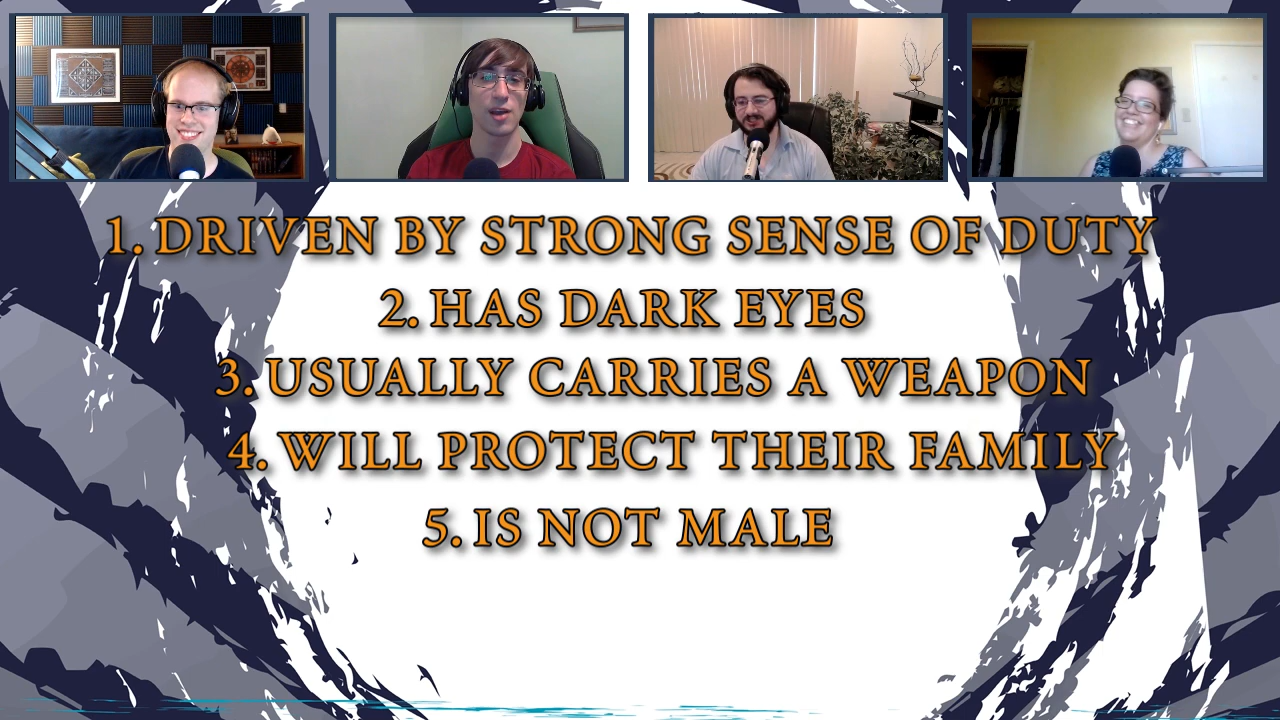 1. DRIVEN BY STRONG SENSE OF DUTY
2. HAS DARK EYES
3. USUALLY CARRIES A WEAPON
4. WILL PROTECT THEIR FAMILY
5. IS NOT MALE